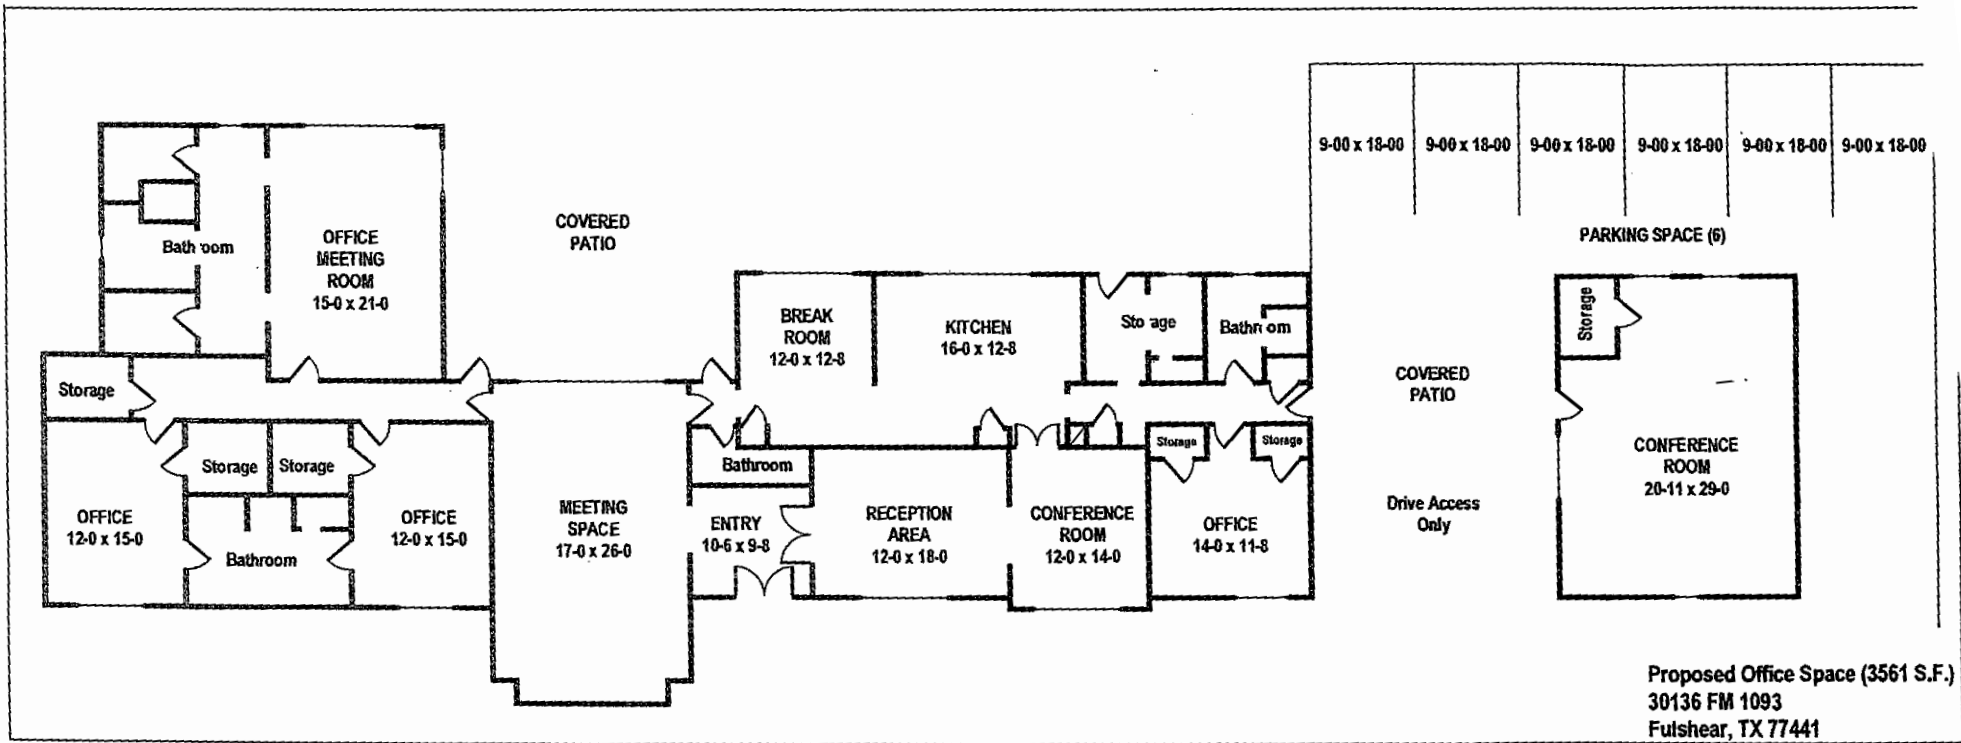 9-00 x 18-00
9-00 x 18-00
9-00 x 18-00
9-00 x 18-00
9-00 x 18-00
9-00 x 18-00
PARKING SPACE (6)
COVERED
PATIO
Bathroom
OFFICE
MEETING
ROOM
15-0 x 21-0
BREAK
ROOM
12-0 x 12-8
KITCHEN
16-0 x 12-8
Storage
Bathroom
Storage
COVERED
PATIO
Drive Access
Only
CONFERENCE
ROOM
20-11 x 29-0
Storage
Storage
Storage
OFFICE
12-0 x 15-0
Bathroom
OFFICE
12-0 x 15-0
MEETING
SPACE
17-0 x 26-0
Bathroom
ENTRY
10-6 x 9-8
RECEPTION
AREA
12-0 x 18-0
CONFERENCE
ROOM
12-0 x 14-0
Storage
Storage
OFFICE
14-0 x 11-8
Proposed Office Space (3561 S.F.)
30136 FM 1093
Fulshear, TX 77441